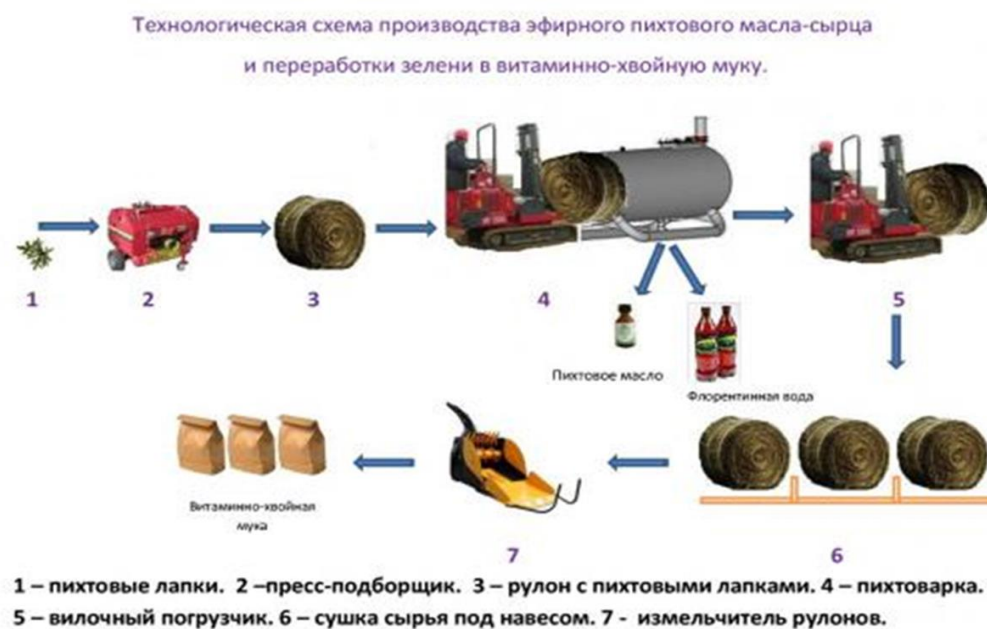 Технологическая схема производства эфирного пихтового масла-сырца
и переработки зелени в витаминно-хвойную муку.
1
2
3
4
5
Пихтовое масло
Флорентинная вода
Витаминно-хвойная
мука
7
6
1 – пихтовые лапки. 2 –пресс-подборщик. 3 – рулон с пихтовыми лапками. 4 – пихтоварка.
5 – вилочный погрузчик. 6 – сушка сырья под навесом. 7 - измельчитель рулонов.